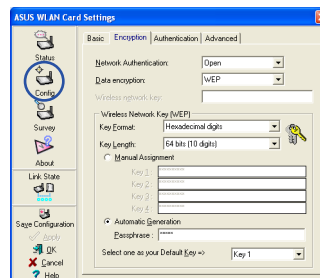 ASUS WLAN Card Settings
Status
Config
Survey
About
Link State
Save Configuration
Apply
OK
Cancel
Help
Basic Encryption Authentication Advanced
Network Authentication: Open
Data encryption: WEP
Wireless network key:
Wireless Network Key (WEP)
Key Format: Hexadecimal digits
Key Length: 64 bits (10 digits)
Manual Assignment
Key 1: **********
Key 2: **********
Key 3: **********
Key 4: **********
Automatic Generation
Passphrase: *****
Select one as your Default Key => Key 1